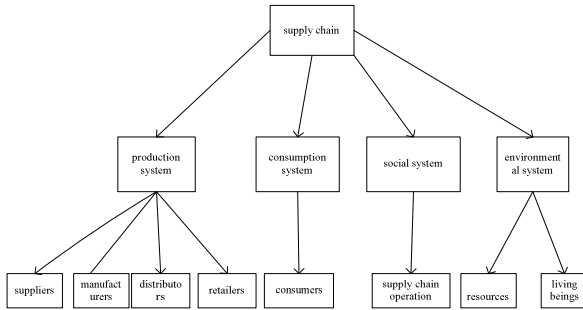 supply chain
production
system
consumption
system
social system
environment
al system
suppliers
manufact
urers
distributo
rs
retailers
consumers
supply chain
operation
resources
living
beings